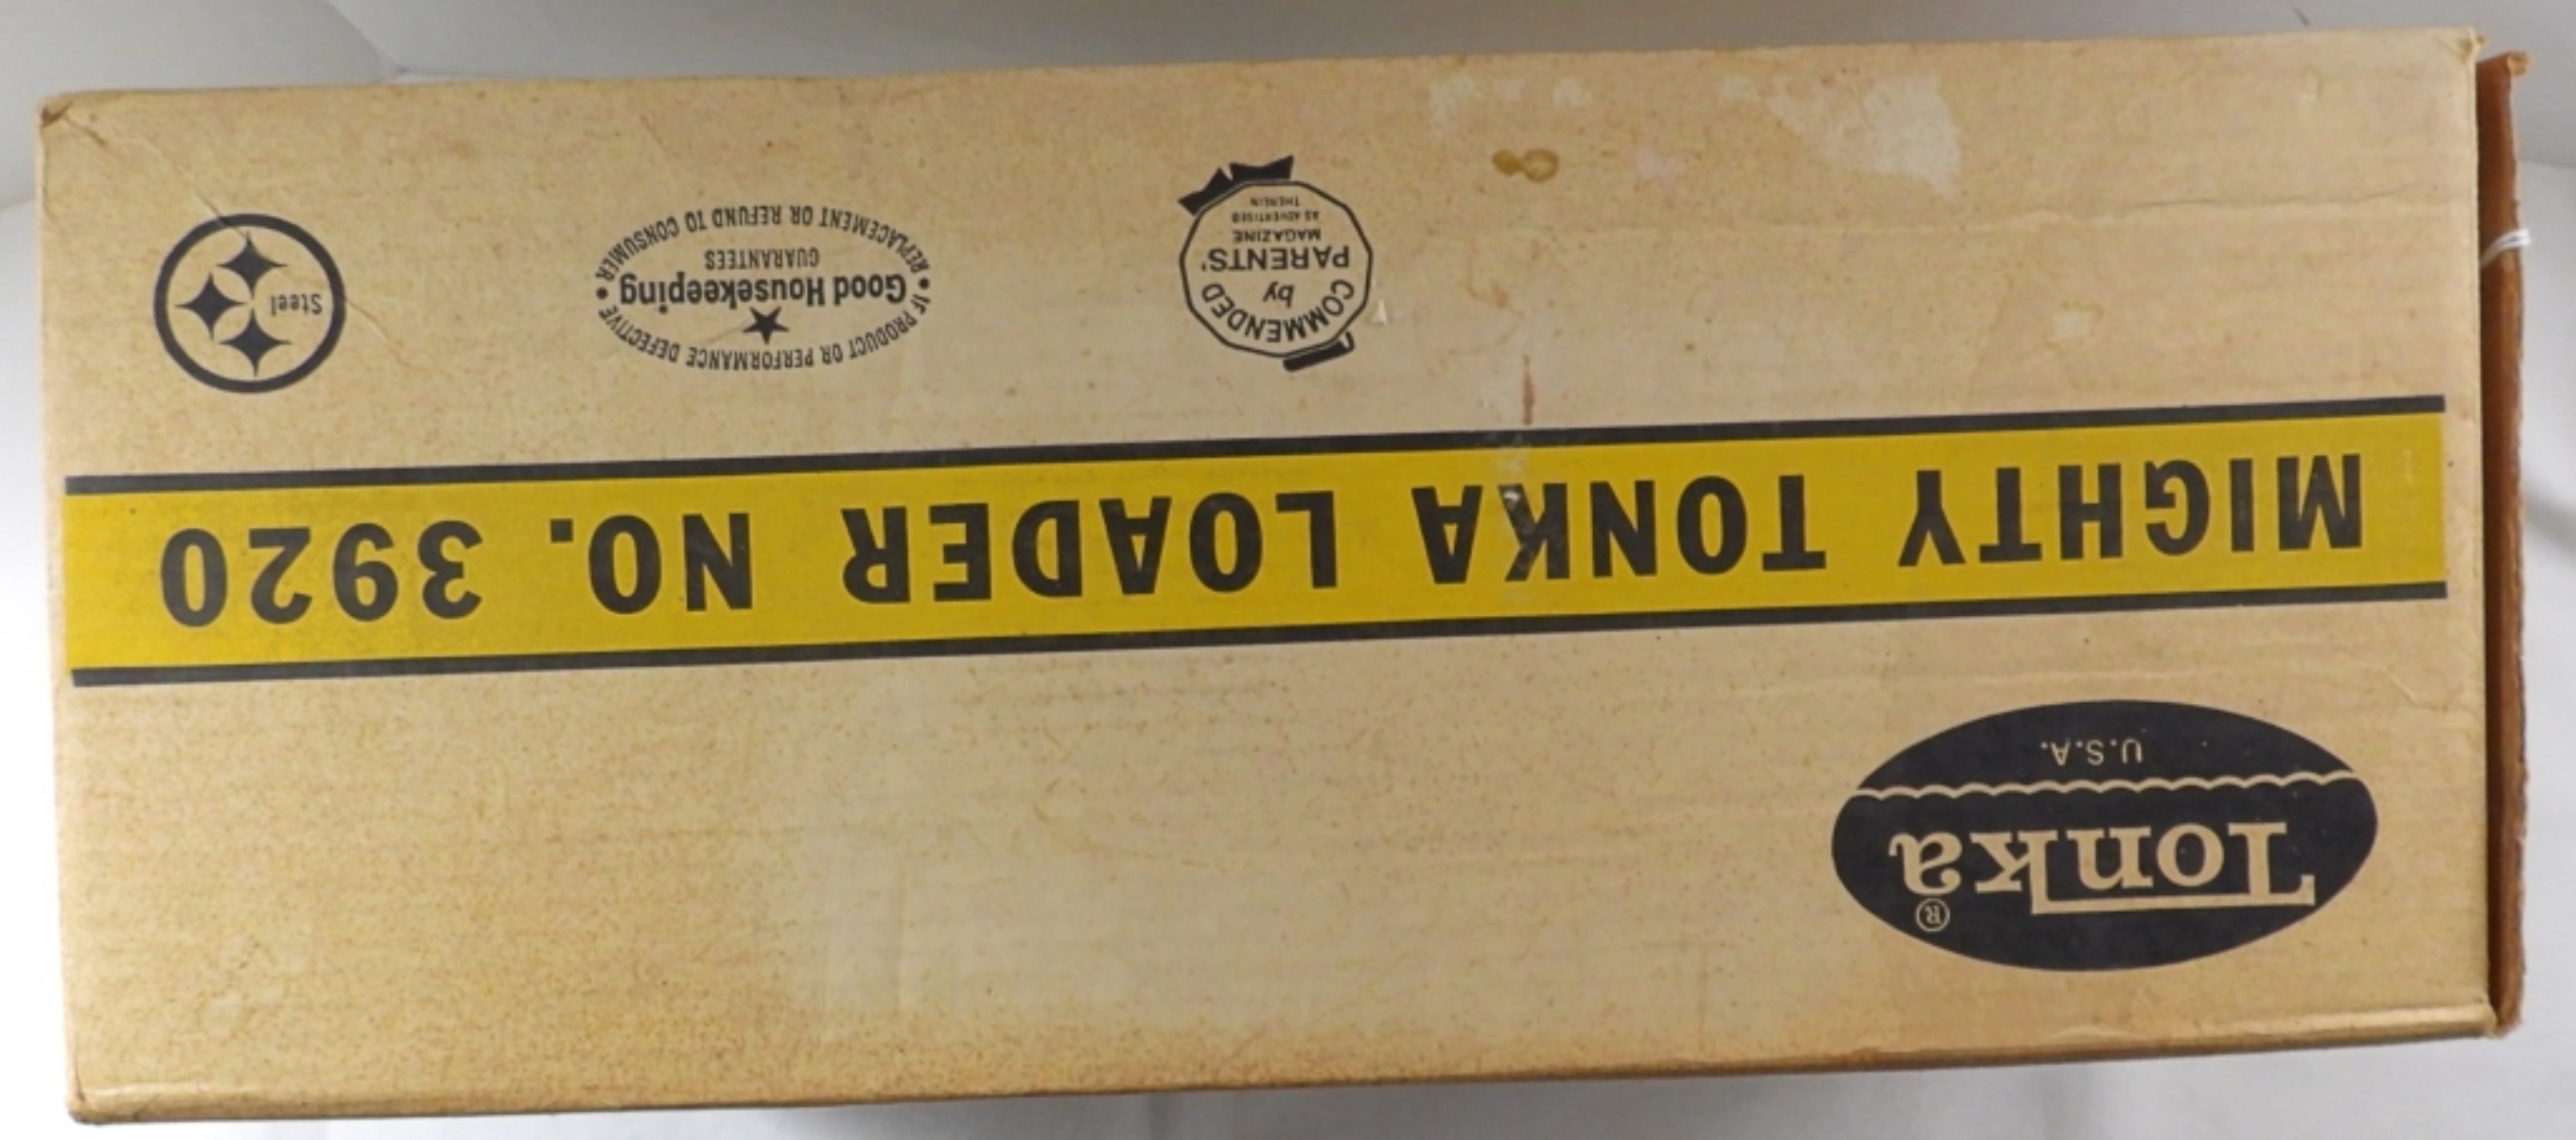 Tonka®
U.S.A.
MIGHTY TONKA LOADER NO. 3920
COMMENDED
by
PARENTS'
MAGAZINE
AS ADVERTISED
THEREIN
• IF PRODUCT OR PERFORMANCE DEFECTIVE •
Good Housekeeping
GUARANTEES
REPLACEMENT OR REFUND TO CONSUMER
Steel